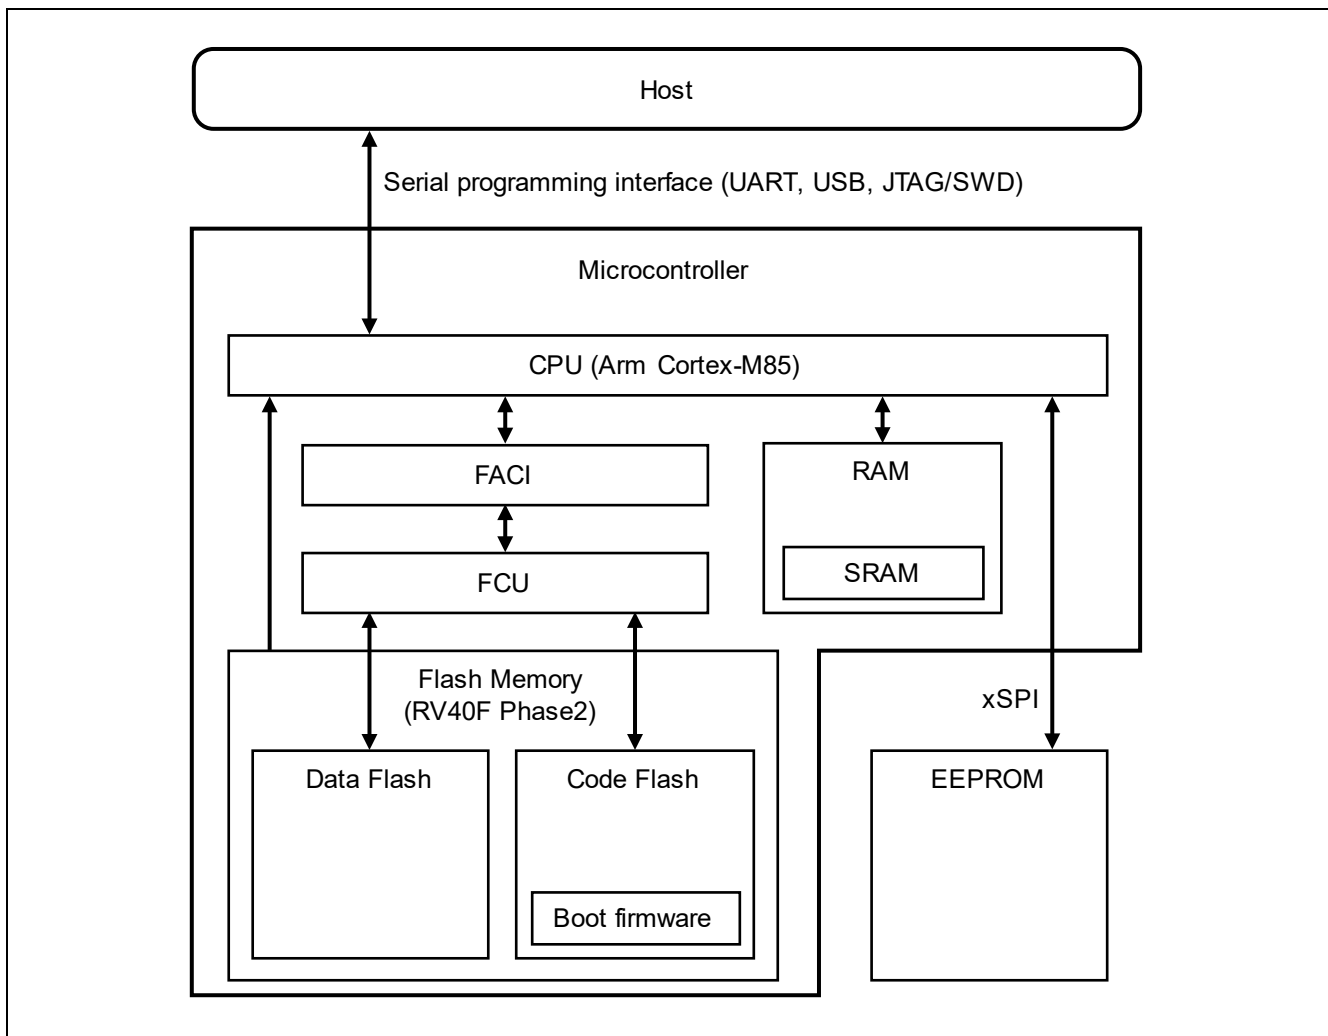 Host
Serial programming interface (UART, USB, JTAG/SWD)
Microcontroller
CPU (Arm Cortex-M85)
FACI
RAM
SRAM
FCU
Flash Memory
(RV40F Phase2)
xSPI
Data Flash
Code Flash
EEPROM
Boot firmware